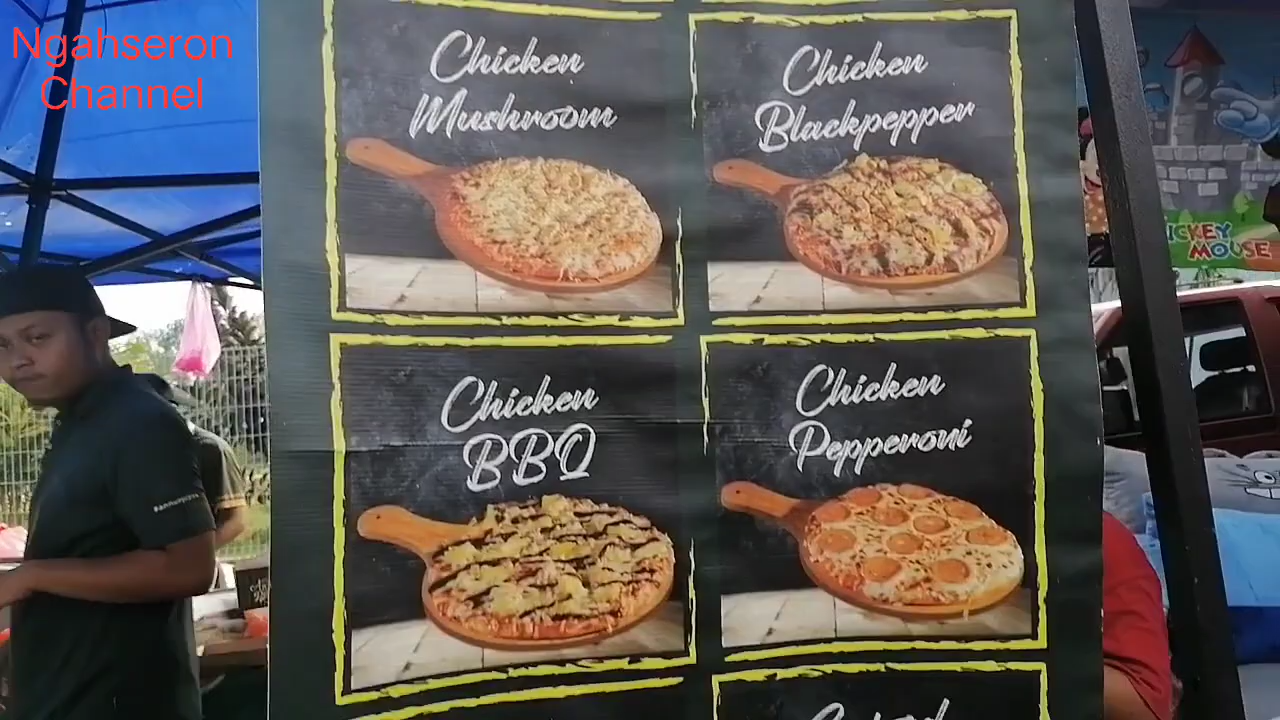 Ngahseron
Channel
Chicken
Mushroom
Chicken
Blackpepper
Chicken
BBQ
Chicken
Pepperoni
MOUSE